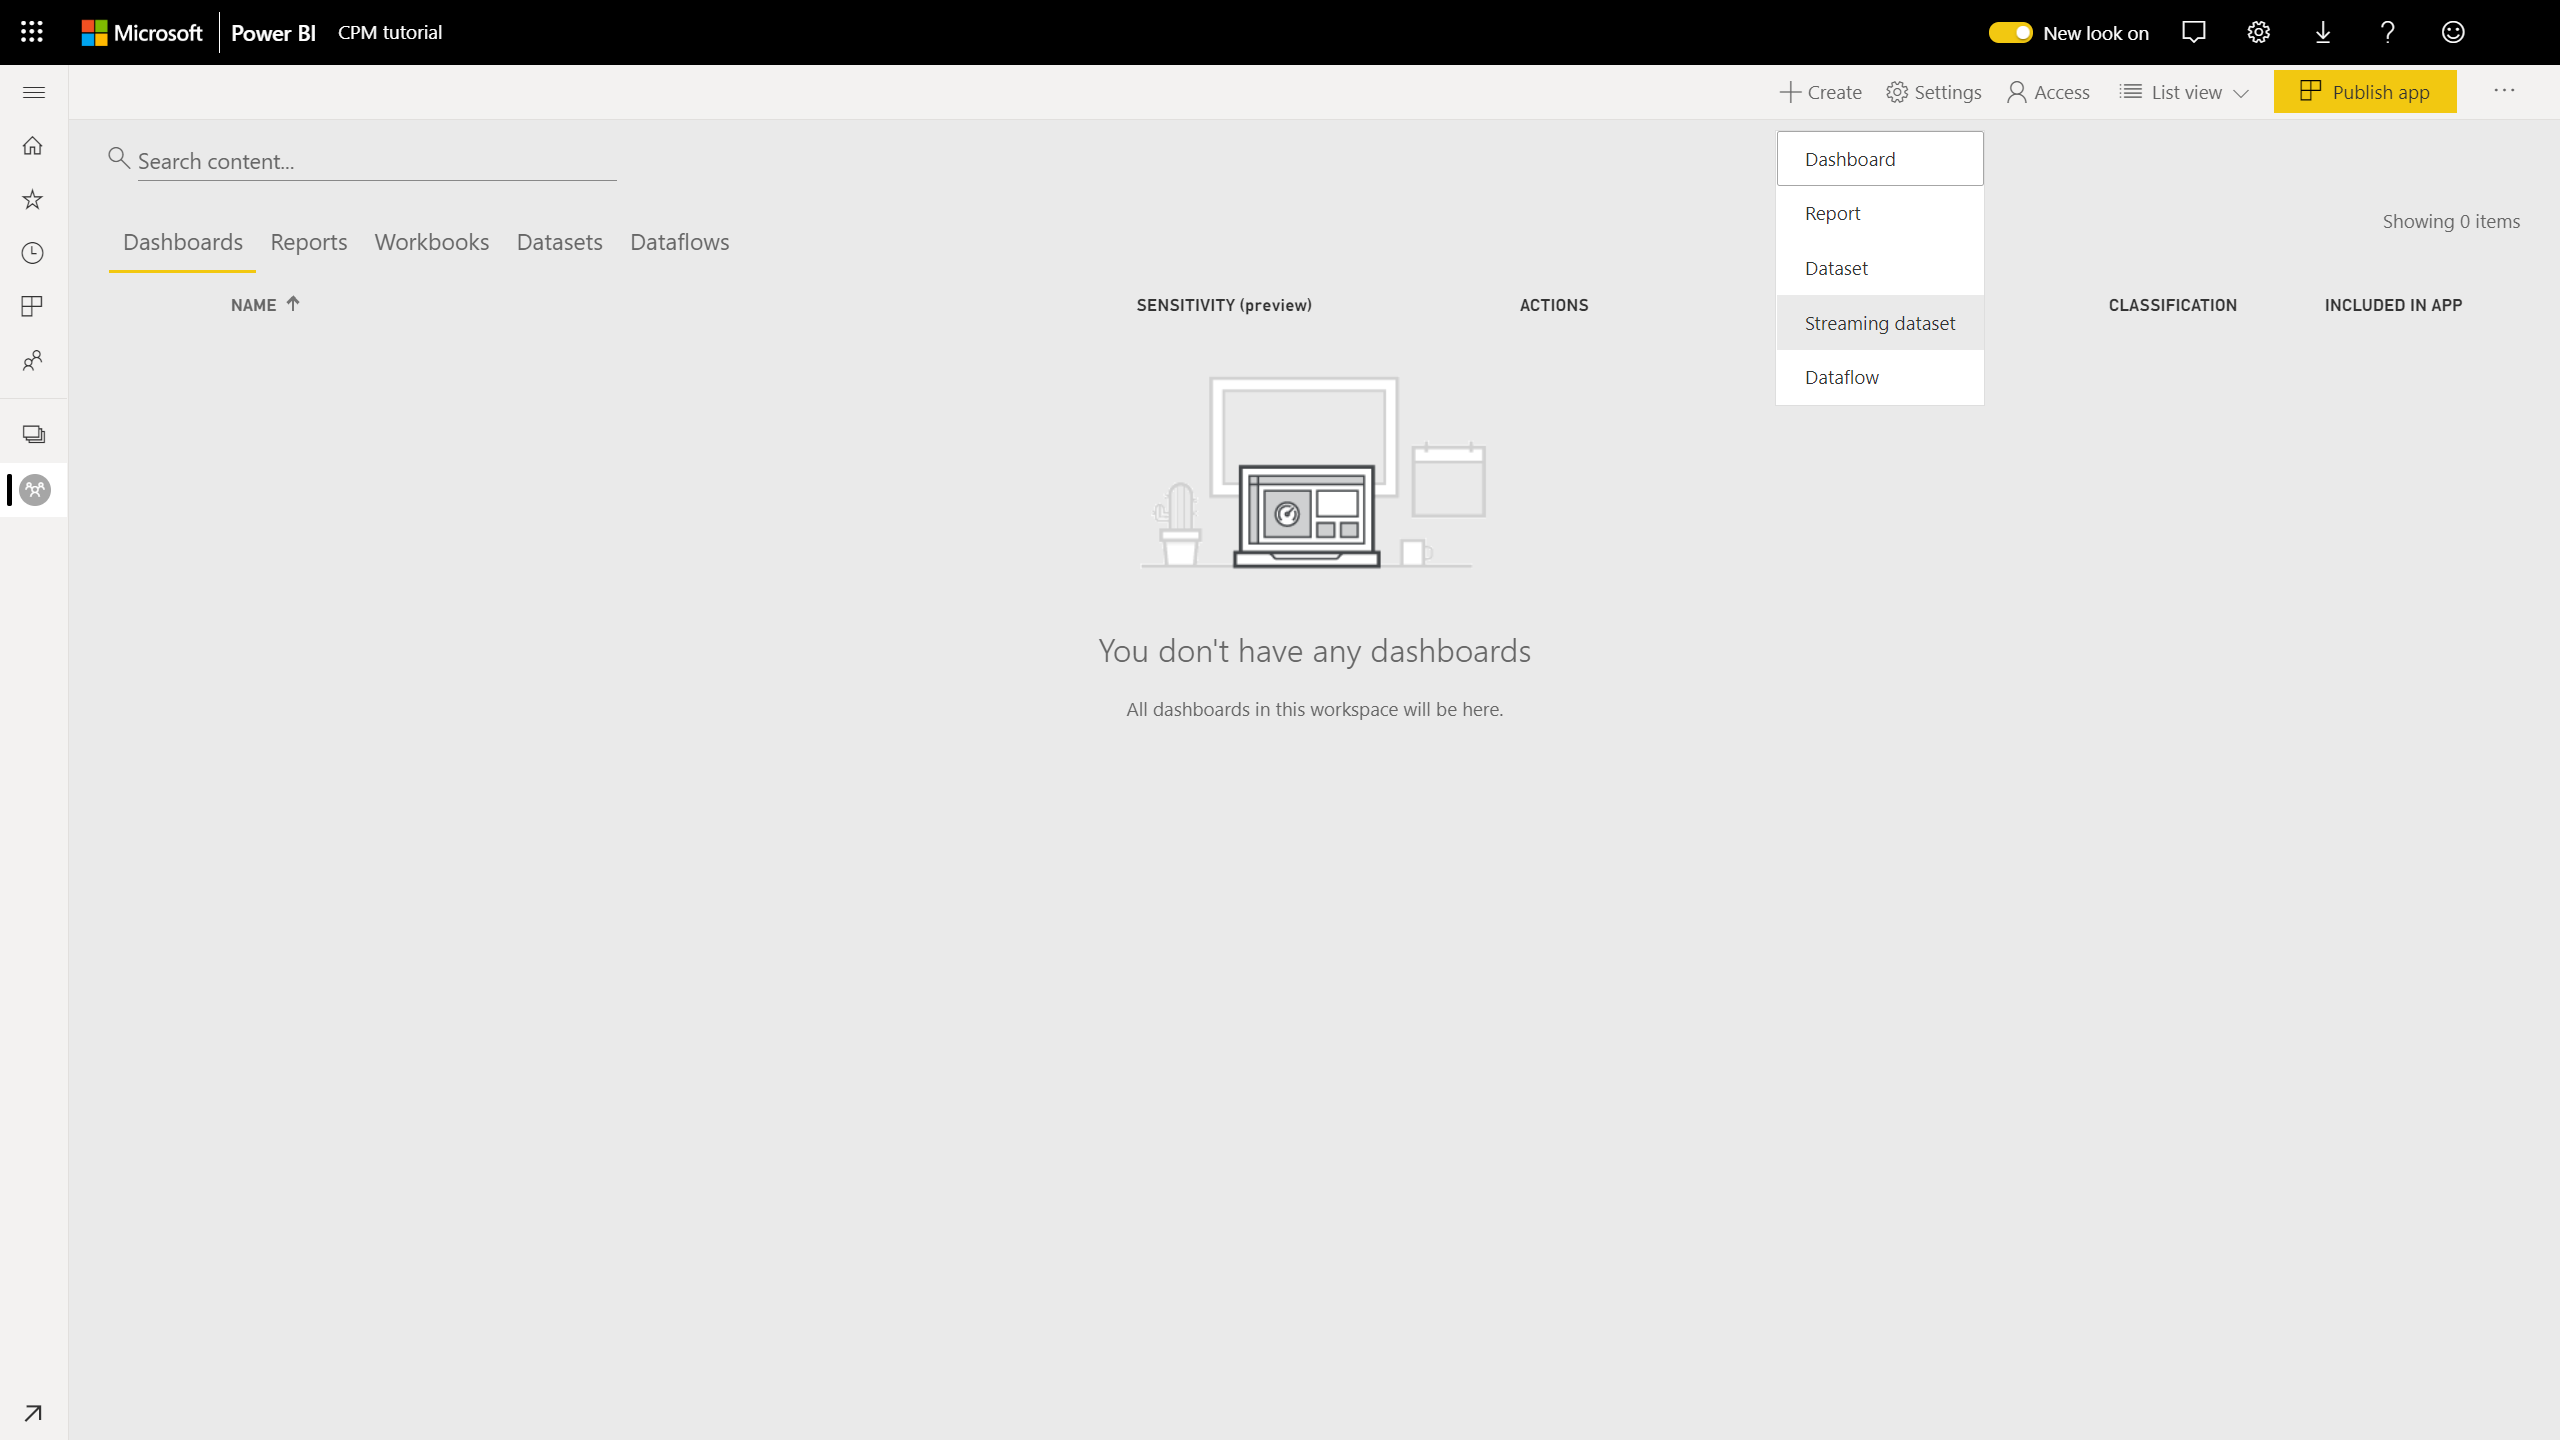 Microsoft Power BI CPM tutorial New look on
Create Settings Access List view Publish app
Search content...
Dashboard
Report
Dataset
Streaming dataset
Dataflow
Showing 0 items
Dashboards Reports Workbooks Datasets Dataflows
NAME SENSITIVITY (preview) ACTIONS CLASSIFICATION INCLUDED IN APP
You don't have any dashboards
All dashboards in this workspace will be here.